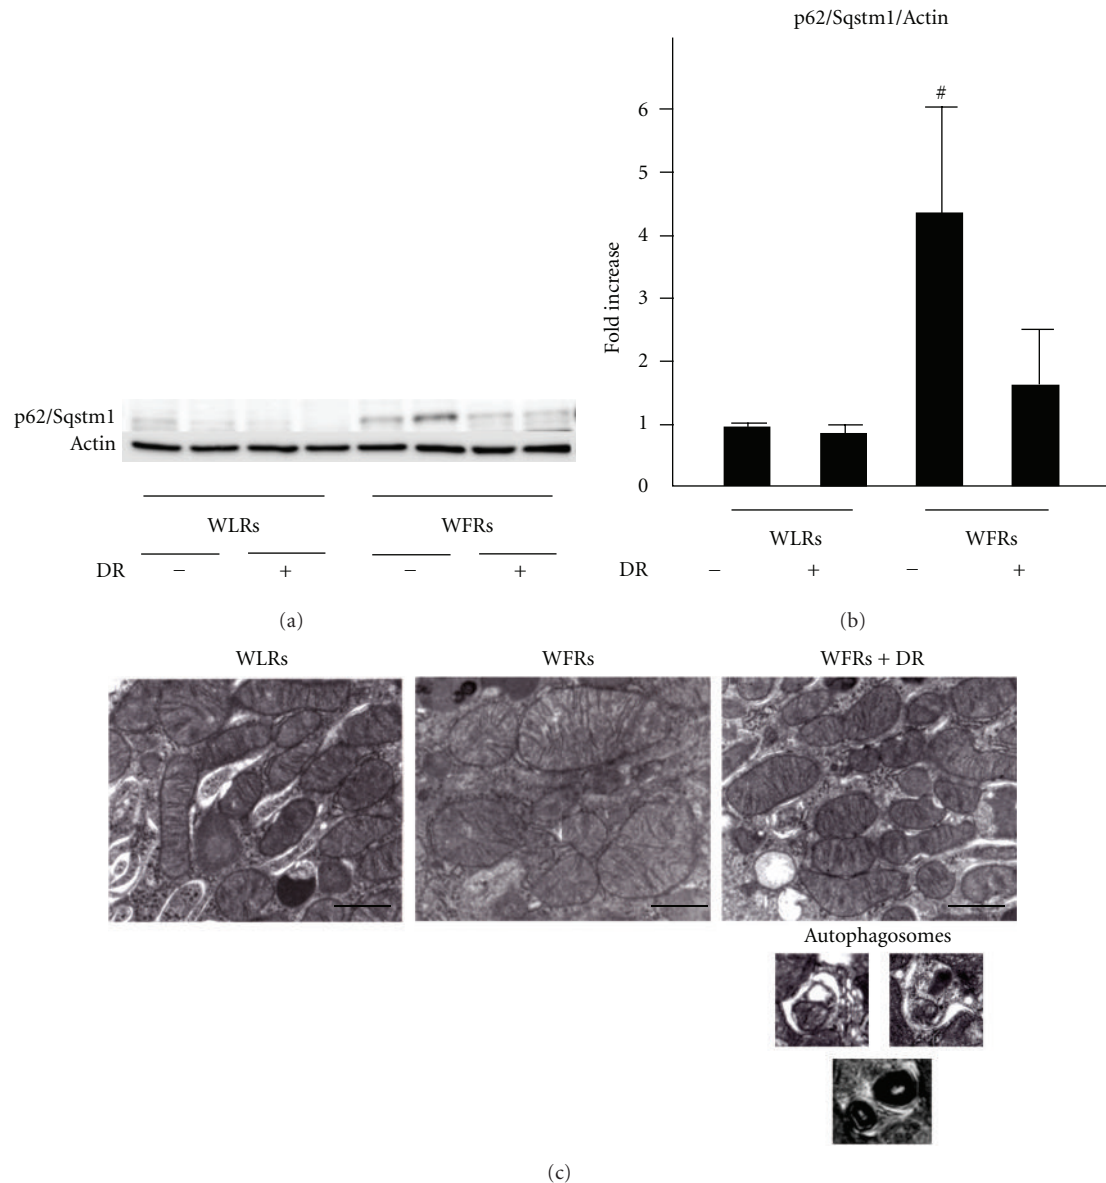 p62/Sqstm1
Actin
WLRs
WFRs
DR
−
+
−
+
(a)
p62/Sqstm1/Actin
Fold increase
6
5
4
3
2
1
0
#
WLRs
WFRs
DR
−
+
−
+
(b)
WLRs
WFRs
WFRs + DR
Autophagosomes
(c)